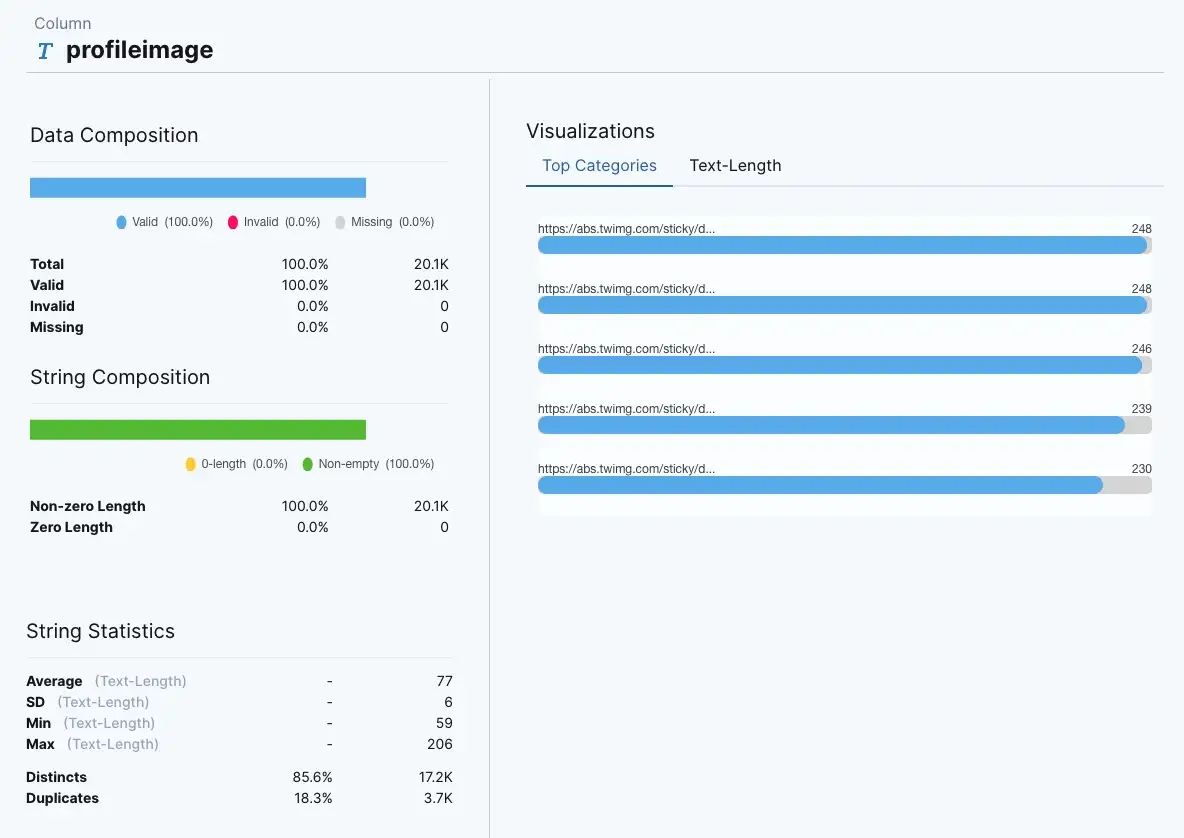 Column
T profileimage
Data Composition
Valid (100.0%) Invalid (0.0%) Missing (0.0%)
Total 100.0% 20.1K
Valid 100.0% 20.1K
Invalid 0.0% 0
Missing 0.0% 0
String Composition
0-length (0.0%) Non-empty (100.0%)
Non-zero Length 100.0% 20.1K
Zero Length 0.0% 0
String Statistics
Average (Text-Length) - 77
SD (Text-Length) - 6
Min (Text-Length) - 59
Max (Text-Length) - 206
Distincts 85.6% 17.2K
Duplicates 18.3% 3.7K
Visualizations
Top Categories Text-Length
https://abs.twimg.com/sticky/d... 248
https://abs.twimg.com/sticky/d... 248
https://abs.twimg.com/sticky/d... 246
https://abs.twimg.com/sticky/d... 239
https://abs.twimg.com/sticky/d... 230